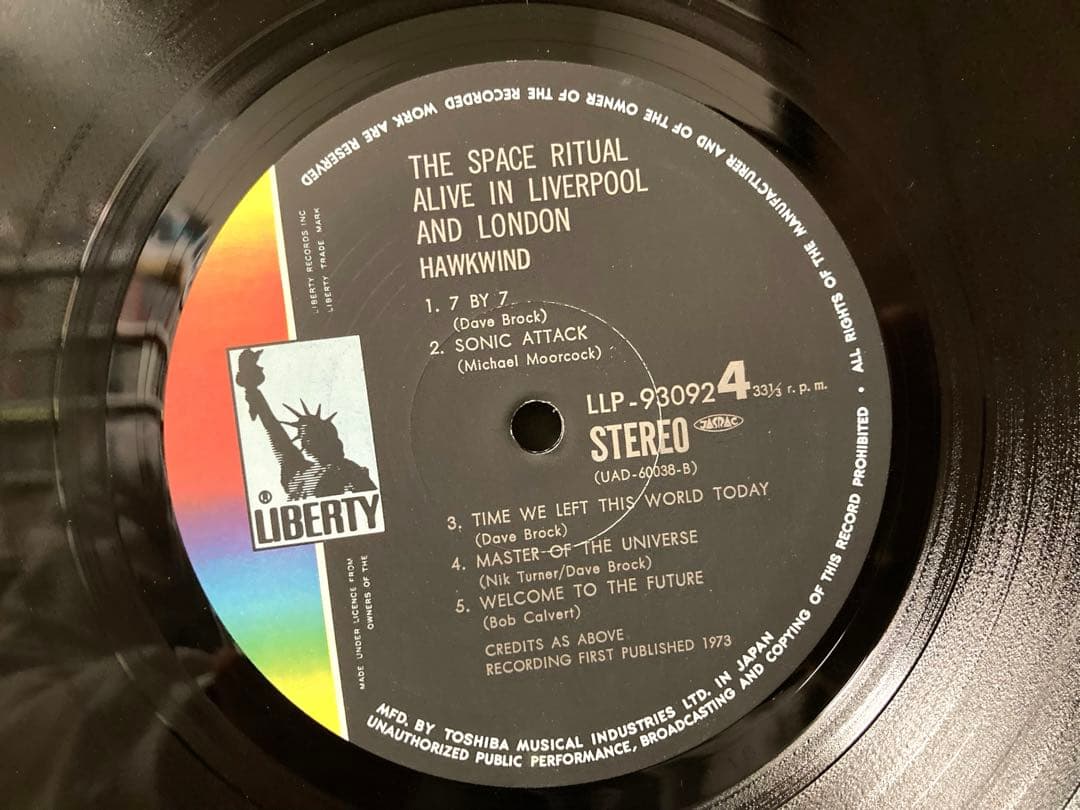 THE SPACE RITUAL
ALIVE IN LIVERPOOL
AND LONDON
HAWKWIND
1. 7 BY 7
(Dave Brock)
2. SONIC ATTACK
(Michael Moorcock)
LLP-93092 4 33⅓ r. p. m.
STEREO JASRAC
(UAD-60038-B)
3. TIME WE LEFT THIS WORLD TODAY
(Dave Brock)
4. MASTER OF THE UNIVERSE
(Nik Turner/Dave Brock)
5. WELCOME TO THE FUTURE
(Bob Calvert)
CREDITS AS ABOVE
RECORDING FIRST PUBLISHED 1973
LIBERTY RECORDS INC
LIBERTY TRADE MARK
® LIBERTY
MADE UNDER LICENCE FROM
OWNERS OF THE
MFD. BY TOSHIBA MUSICAL INDUSTRIES LTD. IN JAPAN
UNAUTHORIZED PUBLIC PERFORMANCE, BROADCASTING AND COPYING OF THIS RECORD PROHIBITED • ALL RIGHTS OF THE MANUFACTURER AND OF THE OWNER OF THE RECORDED WORK ARE RESERVED